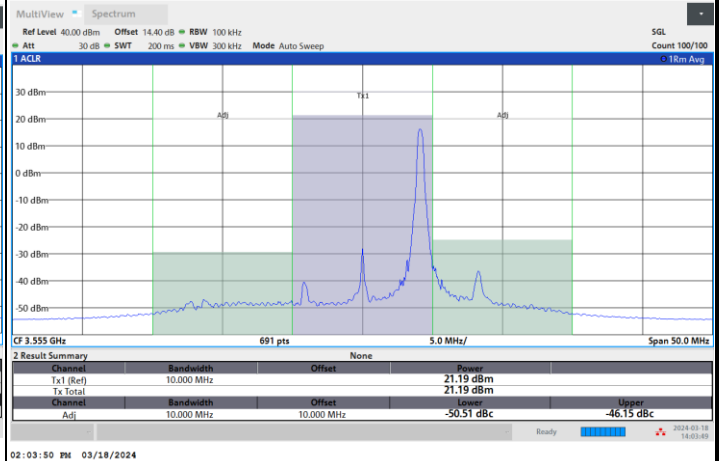 MultiView Spectrum
Ref Level 40.00 dBm Offset 14.40 dB RBW 100 kHz SGL
Att 30 dB SWT 200 ms VBW 300 kHz Mode Auto Sweep Count 100/100
1 ACLR 1Rm Avg
30 dBm
Tx1
20 dBm
Adj Adj
10 dBm
0 dBm
-10 dBm
-20 dBm
-30 dBm
-40 dBm
-50 dBm
CF 3.555 GHz 691 pts 5.0 MHz/ Span 50.0 MHz
2 Result Summary None
Channel Bandwidth Offset Power
Tx1 (Ref) 10.000 MHz 21.19 dBm
Tx Total 21.19 dBm
Channel Bandwidth Offset Lower Upper
Adj 10.000 MHz 10.000 MHz -50.51 dBc -46.15 dBc
Ready 2024-03-18
14:03:49
02:03:50 PM 03/18/2024